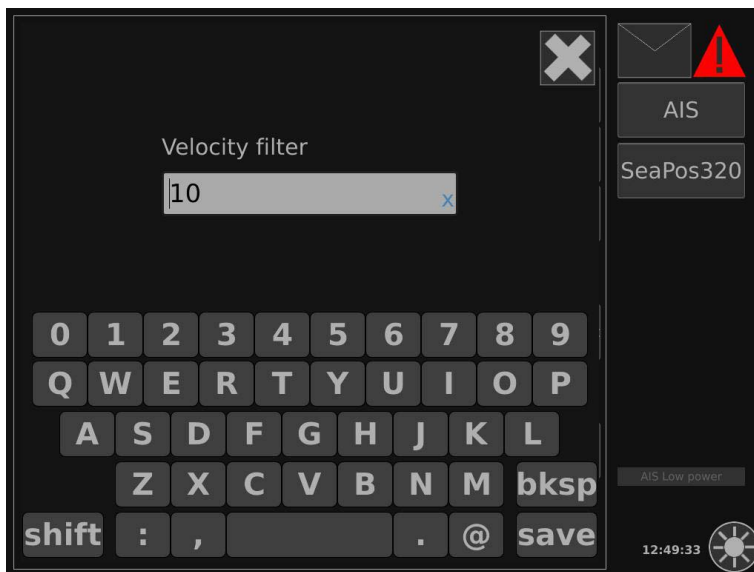 AIS
SeaPos320
Velocity filter
10 x
0 1 2 3 4 5 6 7 8 9
Q W E R T Y U I O P
A S D F G H J K L
Z X C V B N M bksp
shift : , . @ save
AIS Low power
12:49:33